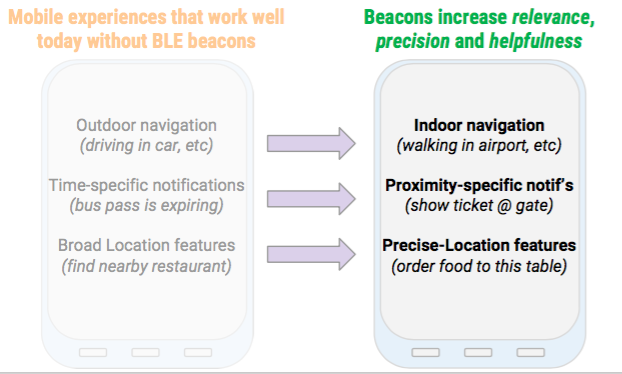 Mobile experiences that work well
today without BLE beacons
Beacons increase relevance,
precision and helpfulness
Outdoor navigation
(driving in car, etc)
Time-specific notifications
(bus pass is expiring)
Broad Location features
(find nearby restaurant)
Indoor navigation
(walking in airport, etc)
Proximity-specific notif's
(show ticket @ gate)
Precise-Location features
(order food to this table)